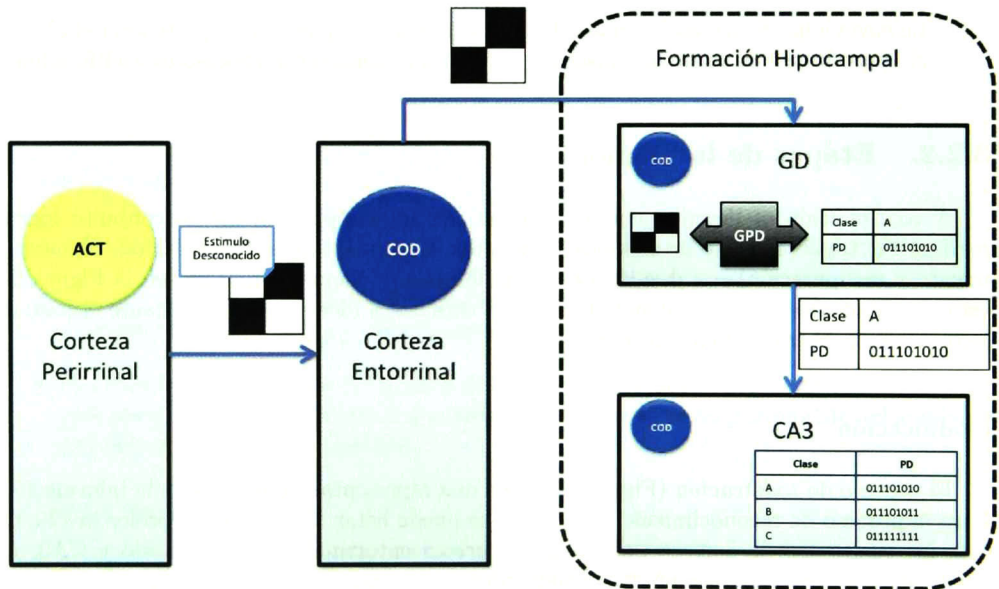 Formación Hipocampal
ACT
Corteza
Perirrinal
Estimulo
Desconocido
COD
Corteza
Entorrinal
COD
GD
GPD
Clase A
PD 011101010
Clase A
PD 011101010
COD
CA3
Clase PD
A 011101010
B 011101011
C 011111111